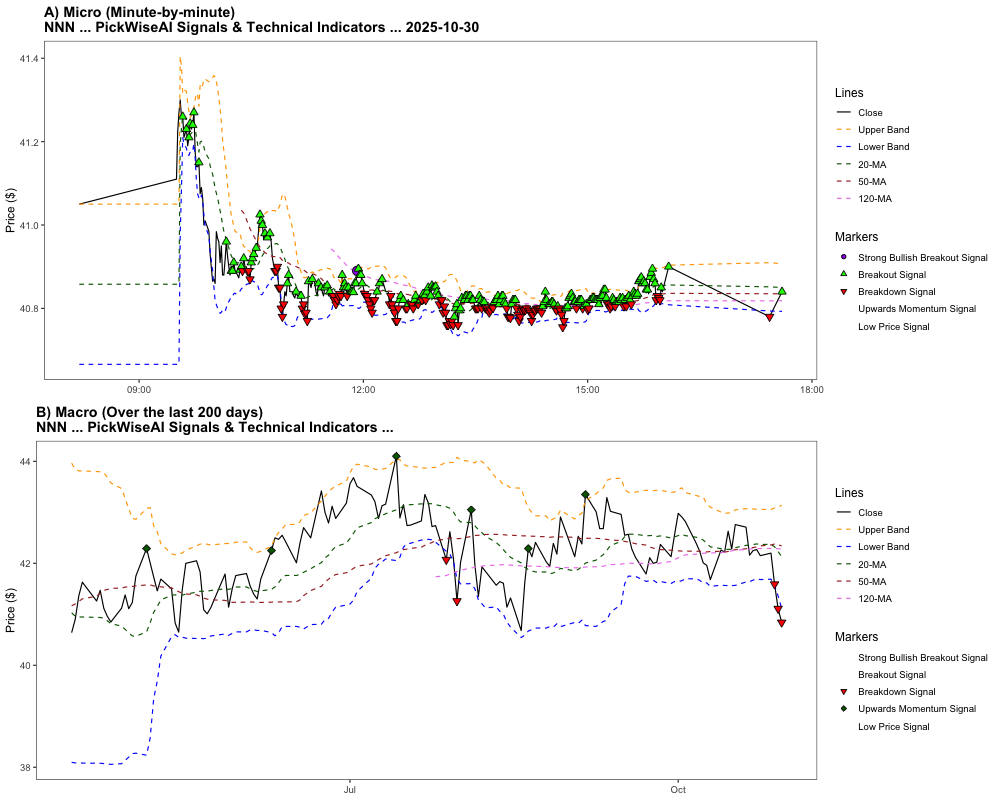 A) Micro (Minute-by-minute)
NNN ... PickWiseAI Signals & Technical Indicators ... 2025-10-30
Price ($)
41.4
41.2
41.0
40.8
09:00
12:00
15:00
18:00
Lines
Close
Upper Band
Lower Band
20-MA
50-MA
120-MA
Markers
Strong Bullish Breakout Signal
Breakout Signal
Breakdown Signal
Upwards Momentum Signal
Low Price Signal
B) Macro (Over the last 200 days)
NNN ... PickWiseAI Signals & Technical Indicators ...
Price ($)
44
42
40
38
Jul
Oct
Lines
Close
Upper Band
Lower Band
20-MA
50-MA
120-MA
Markers
Strong Bullish Breakout Signal
Breakout Signal
Breakdown Signal
Upwards Momentum Signal
Low Price Signal